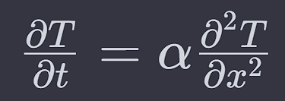 ∂T/∂t = α ∂²T/∂x²